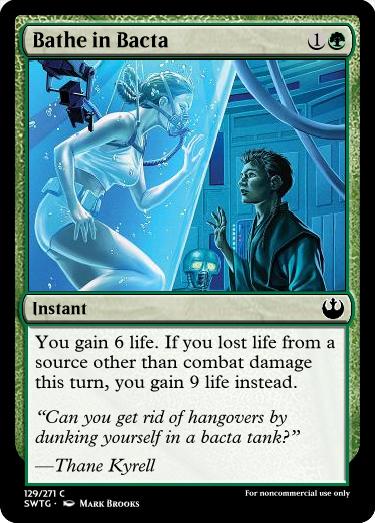 Bathe in Bacta 1
Instant
You gain 6 life. If you lost life from a
source other than combat damage
this turn, you gain 9 life instead.
“Can you get rid of hangovers by
dunking yourself in a bacta tank?”
—Thane Kyrell
129/271 C
For noncommercial use only
SWTG · MARK BROOKS